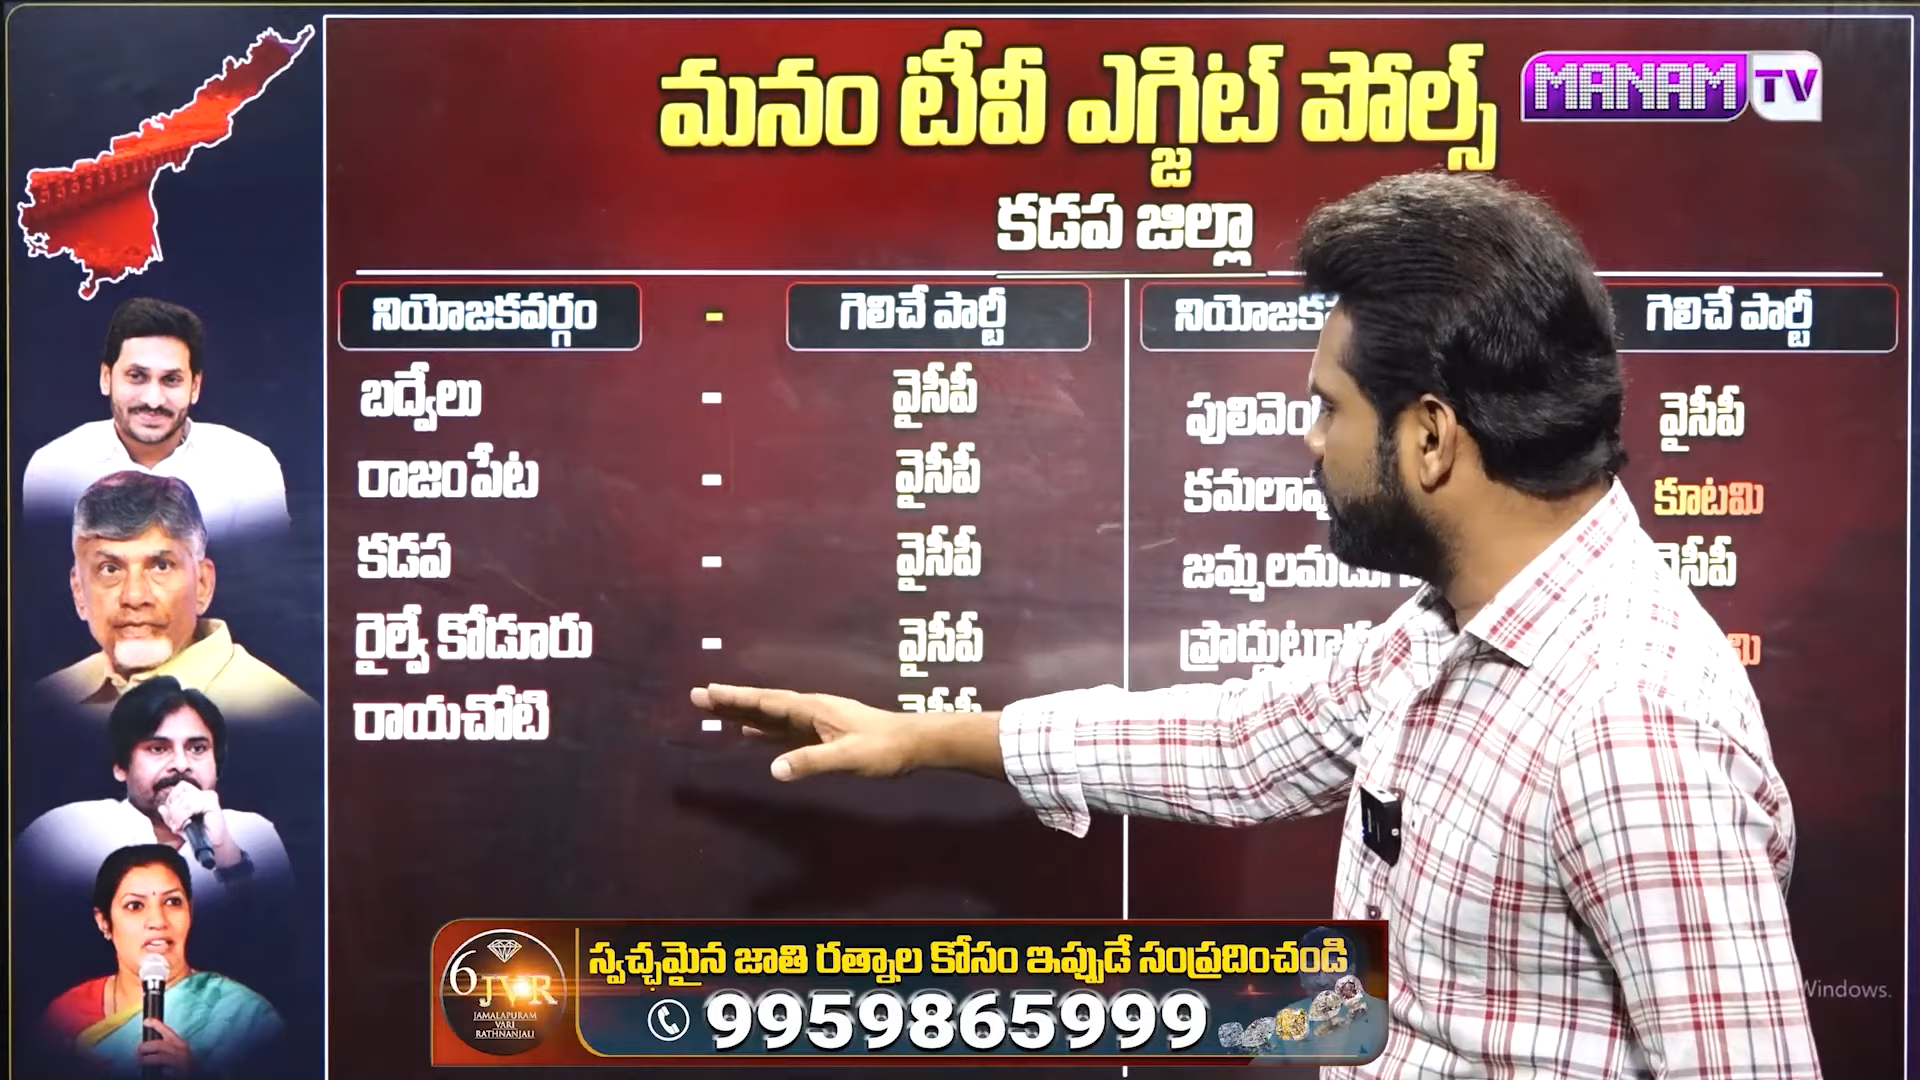 మనం టీవీ ఎగ్జిట్ పోల్స్
MANAM TV
కడప జిల్లా
నియోజకవర్గం - గెలిచే పార్టీ
బద్వేలు - వైసీపీ
రాజంపేట - వైసీపీ
కడప - వైసీపీ
రైల్వే కోడూరు - వైసీపీ
రాయచోటి - వైసీపీ
గెలిచే పార్టీ
వైసీపీ
కూటమి
వైసీపీ
6 JVR
JAMALAPURAM
VARI
RATHNANJALI
స్వచ్ఛమైన జాతి రత్నాల కోసం ఇప్పుడే సంప్రదించండి
9959865999
Windows.